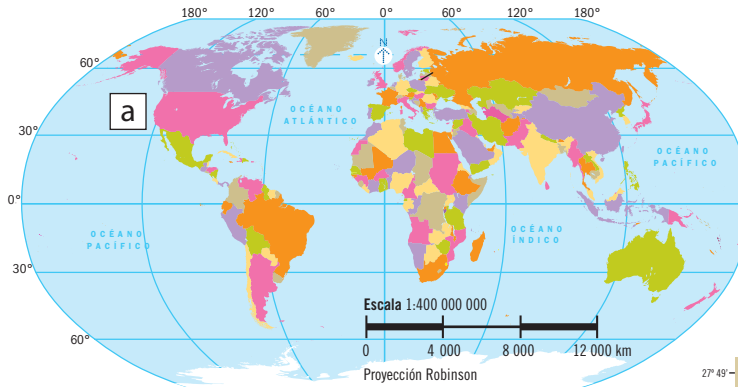 180° 120° 60° 0° 60° 120° 180°
N
60°
a
OCÉANO
ATLÁNTICO
30°
OCÉANO
PACÍFICO
0°
OCÉANO
PACÍFICO
OCÉANO
ÍNDICO
30°
Escala 1:400 000 000
60°
0 4 000 8 000 12 000 km
Proyección Robinson
27° 49'